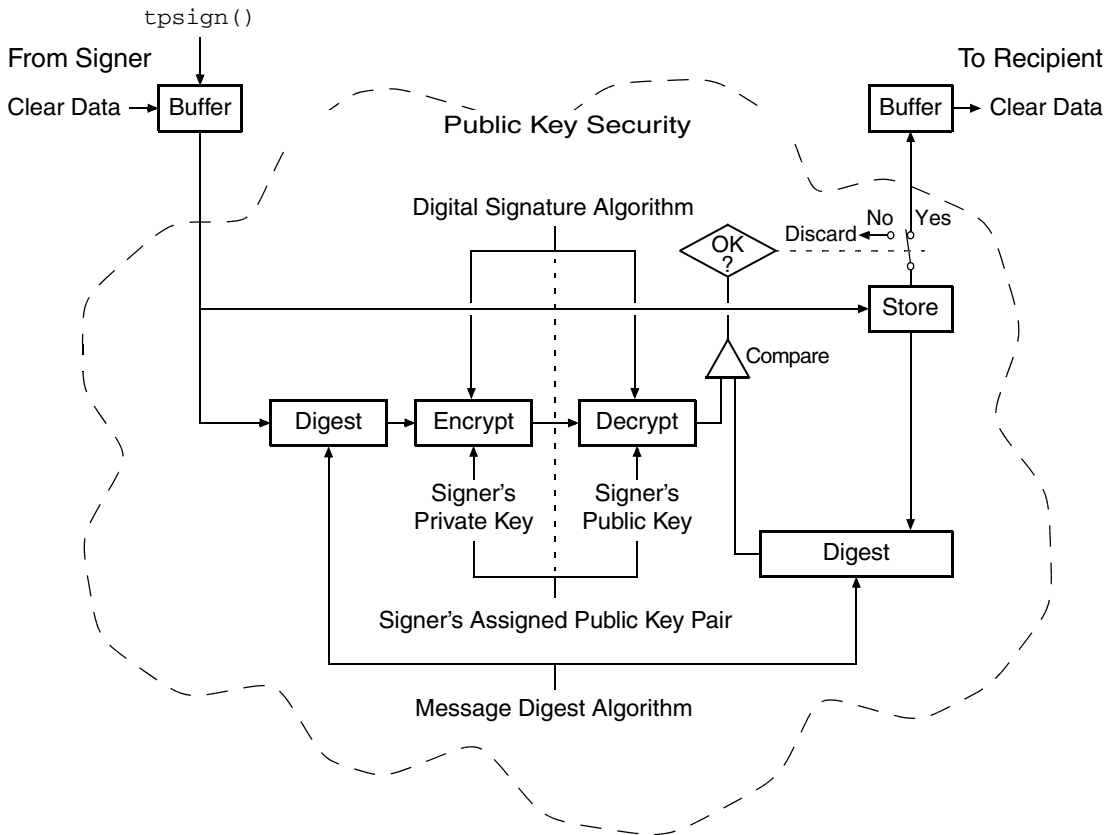 tpsign()
From Signer
To Recipient
Clear Data
Buffer
Buffer
Clear Data
Public Key Security
Digital Signature Algorithm
No
Yes
Discard
OK
?
Store
Compare
Digest
Encrypt
Decrypt
Signer’s
Private Key
Signer’s
Public Key
Digest
Signer’s Assigned Public Key Pair
Message Digest Algorithm